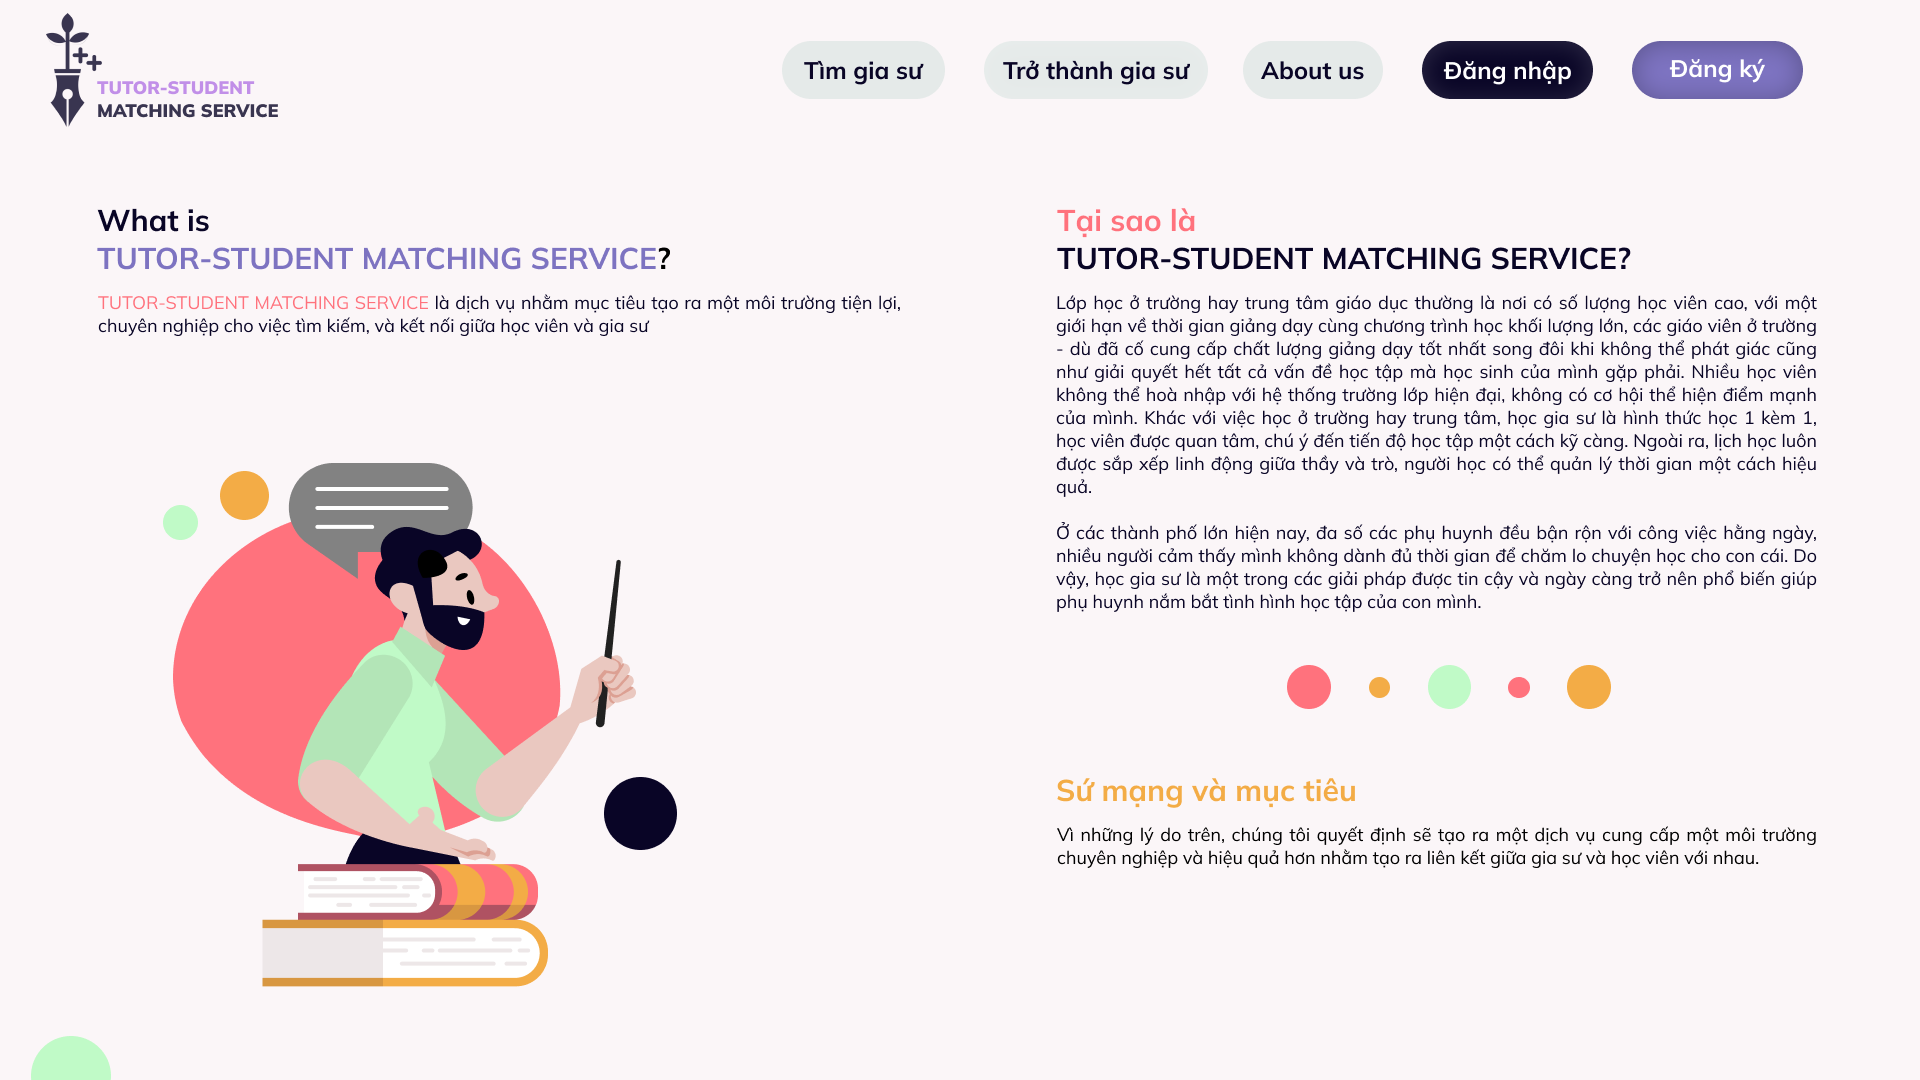 TUTOR-STUDENT
MATCHING SERVICE
Tìm gia sư
Trở thành gia sư
About us
Đăng nhập
Đăng ký
What is
TUTOR-STUDENT MATCHING SERVICE?
TUTOR-STUDENT MATCHING SERVICE là dịch vụ nhằm mục tiêu tạo ra một môi trường tiện lợi,
chuyên nghiệp cho việc tìm kiếm, và kết nối giữa học viên và gia sư
Tại sao là
TUTOR-STUDENT MATCHING SERVICE?
Lớp học ở trường hay trung tâm giáo dục thường là nơi có số lượng học viên cao, với một
giới hạn về thời gian giảng dạy cùng chương trình học khối lượng lớn, các giáo viên ở trường
- dù đã cố cung cấp chất lượng giảng dạy tốt nhất song đôi khi không thể phát giác cũng
như giải quyết hết tất cả vấn đề học tập mà học sinh của mình gặp phải. Nhiều học viên
không thể hoà nhập với hệ thống trường lớp hiện đại, không có cơ hội thể hiện điểm mạnh
của mình. Khác với việc học ở trường hay trung tâm, học gia sư là hình thức học 1 kèm 1,
học viên được quan tâm, chú ý đến tiến độ học tập một cách kỹ càng. Ngoài ra, lịch học luôn
được sắp xếp linh động giữa thầy và trò, người học có thể quản lý thời gian một cách hiệu
quả.
Ở các thành phố lớn hiện nay, đa số các phụ huynh đều bận rộn với công việc hằng ngày,
nhiều người cảm thấy mình không dành đủ thời gian để chăm lo chuyện học cho con cái. Do
vậy, học gia sư là một trong các giải pháp được tin cậy và ngày càng trở nên phổ biến giúp
phụ huynh nắm bắt tình hình học tập của con mình.
Sứ mạng và mục tiêu
Vì những lý do trên, chúng tôi quyết định sẽ tạo ra một dịch vụ cung cấp một môi trường
chuyên nghiệp và hiệu quả hơn nhằm tạo ra liên kết giữa gia sư và học viên với nhau.